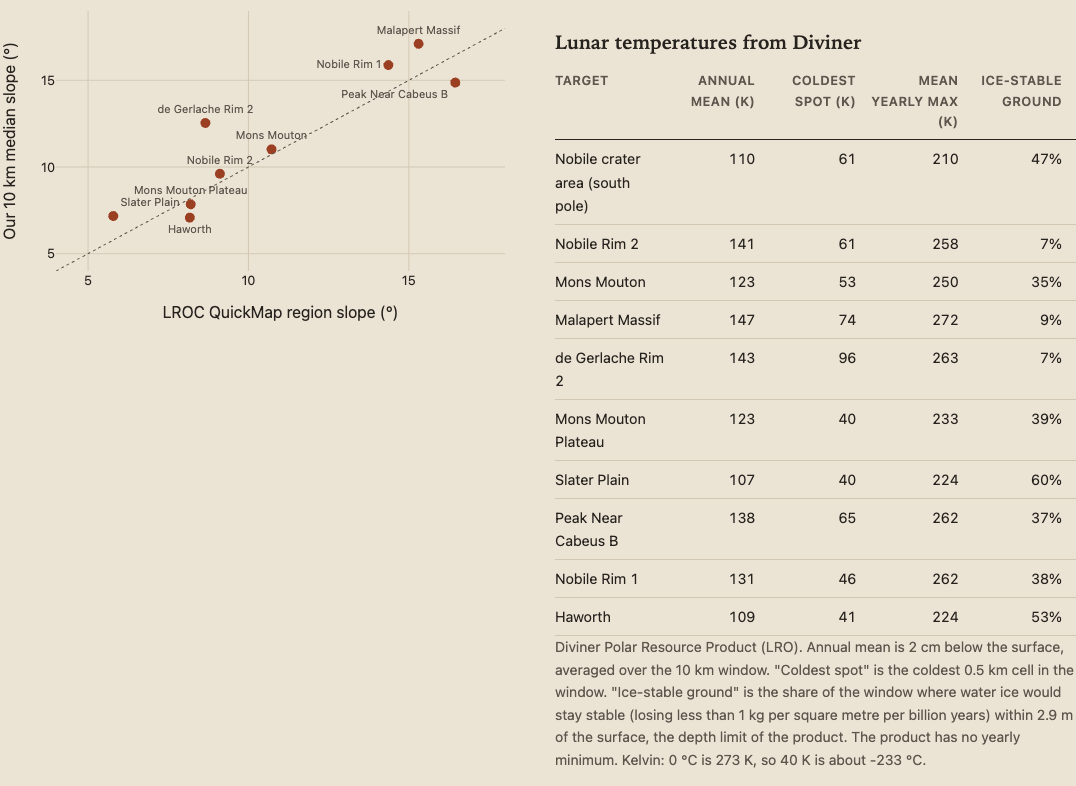 Our 10 km median slope (°)
15
10
5
Malapert Massif
Nobile Rim 1
Peak Near Cabeus B
de Gerlache Rim 2
Mons Mouton
Nobile Rim 2
Mons Mouton Plateau
Slater Plain
Haworth
5 10 15
LROC QuickMap region slope (°)
Lunar temperatures from Diviner
TARGET ANNUAL COLDEST MEAN ICE-STABLE
MEAN (K) SPOT (K) YEARLY MAX GROUND
(K)
Nobile crater 110 61 210 47%
area (south
pole)
Nobile Rim 2 141 61 258 7%
Mons Mouton 123 53 250 35%
Malapert Massif 147 74 272 9%
de Gerlache Rim 143 96 263 7%
2
Mons Mouton 123 40 233 39%
Plateau
Slater Plain 107 40 224 60%
Peak Near 138 65 262 37%
Cabeus B
Nobile Rim 1 131 46 262 38%
Haworth 109 41 224 53%
Diviner Polar Resource Product (LRO). Annual mean is 2 cm below the surface,
averaged over the 10 km window. "Coldest spot" is the coldest 0.5 km cell in the
window. "Ice-stable ground" is the share of the window where water ice would
stay stable (losing less than 1 kg per square metre per billion years) within 2.9 m
of the surface, the depth limit of the product. The product has no yearly
minimum. Kelvin: 0 °C is 273 K, so 40 K is about -233 °C.